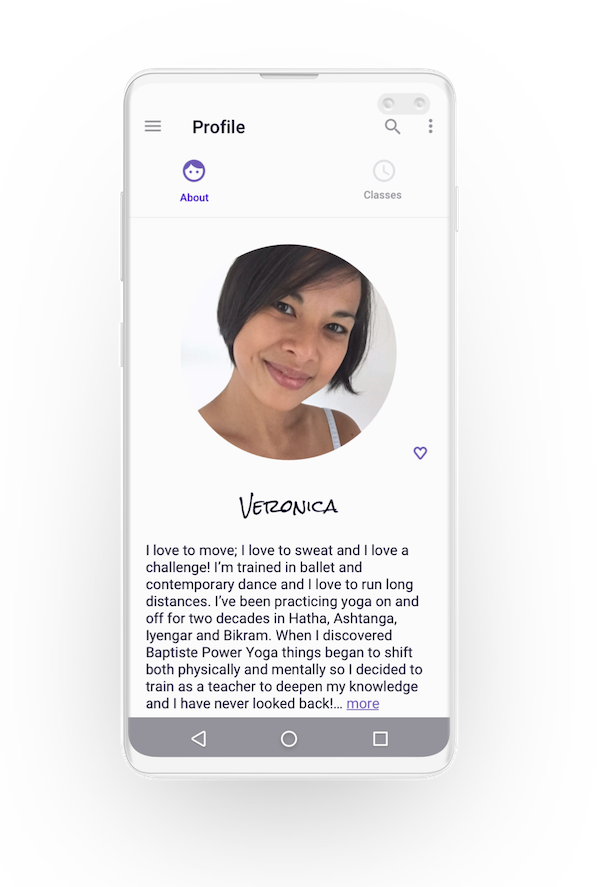 Profile
About
Classes
Veronica
I love to move; I love to sweat and I love a
challenge! I’m trained in ballet and
contemporary dance and I love to run long
distances. I’ve been practicing yoga on and
off for two decades in Hatha, Ashtanga,
Iyengar and Bikram. When I discovered
Baptiste Power Yoga things began to shift
both physically and mentally so I decided to
train as a teacher to deepen my knowledge
and I have never looked back!... more